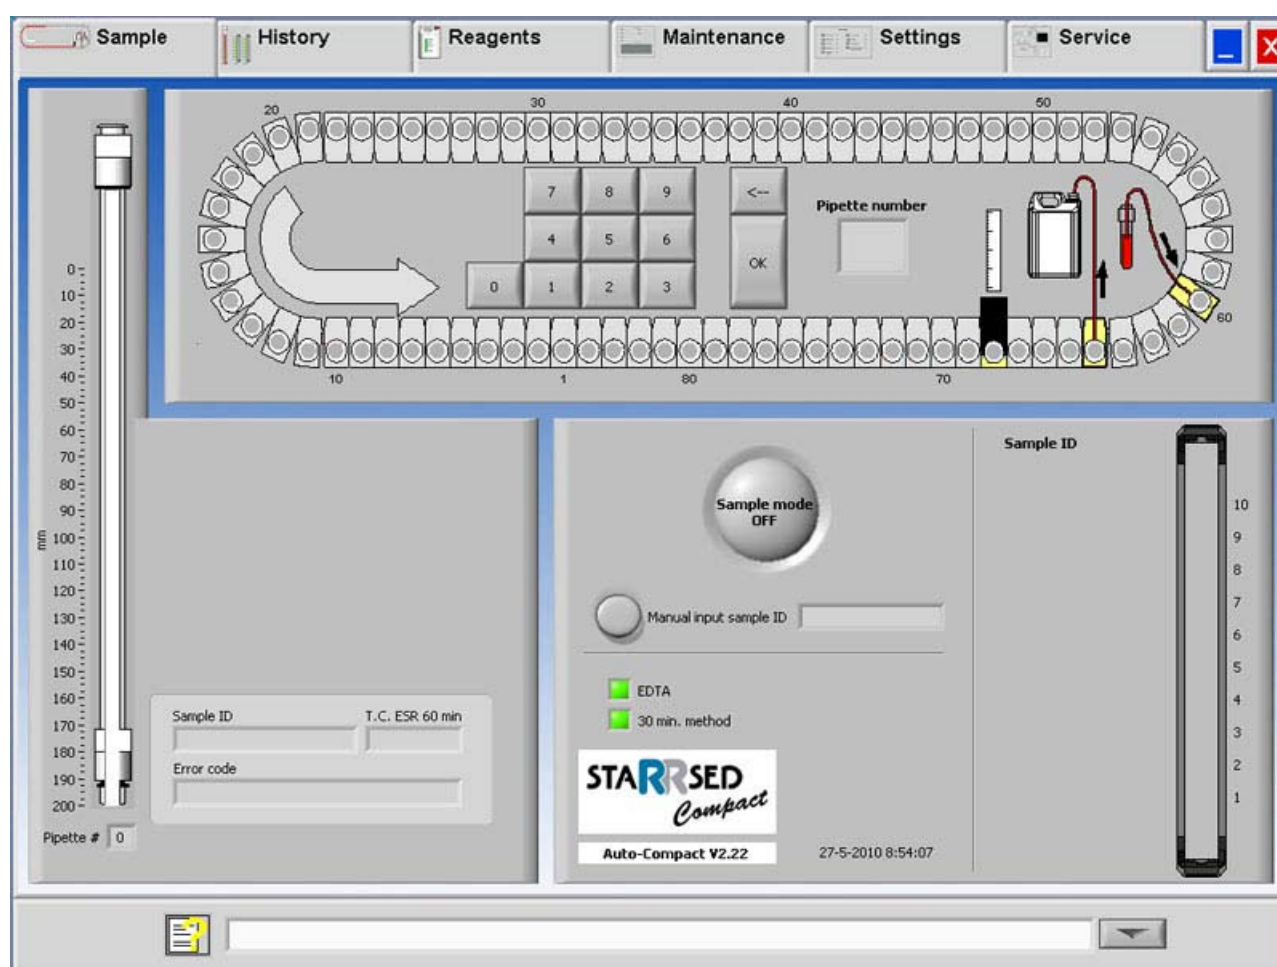 Sample
History
Reagents
Maintenance
Settings
Service
20
30
40
50
7 8 9 <--
4 5 6
OK
0 1 2 3
Pipette number
60
10
1
80
70
0
10
20
30
40
50
60
70
80
90
100
110
120
130
140
150
160
170
180
190
200
mm
Pipette # 0
Sample ID T.C. ESR 60 min
Error code
Sample mode
OFF
Manual input sample ID
EDTA
30 min. method
STARRSED
Compact
Auto-Compact V2.22
27-5-2010 8:54:07
Sample ID
10
9
8
7
6
5
4
3
2
1